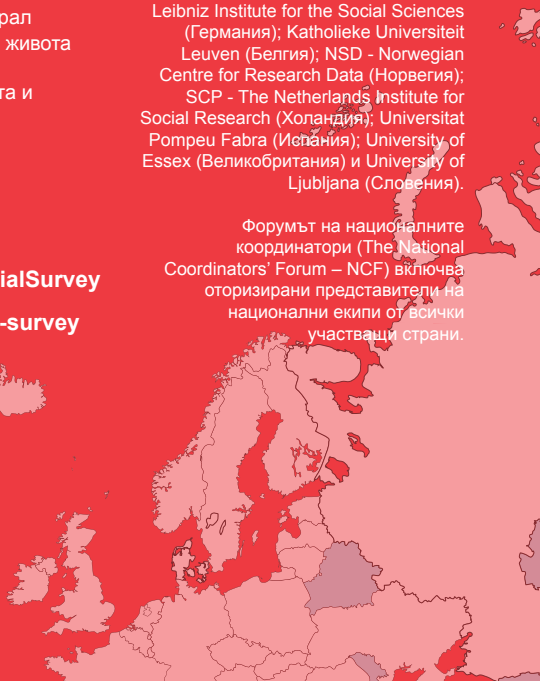 рал
живота
та и
ialSurvey
-survey
Leibniz Institute for the Social Sciences
(Германия); Katholieke Universiteit
Leuven (Белгия); NSD - Norwegian
Centre for Research Data (Норвегия);
SCP - The Netherlands Institute for
Social Research (Холандия); Universitat
Pompeu Fabra (Испания); University of
Essex (Великобритания) и University of
Ljubljana (Словения).
Форумът на националните
координатори (The National
Coordinators’ Forum – NCF) включва
оторизирани представители на
национални екипи от всички
участващи страни.